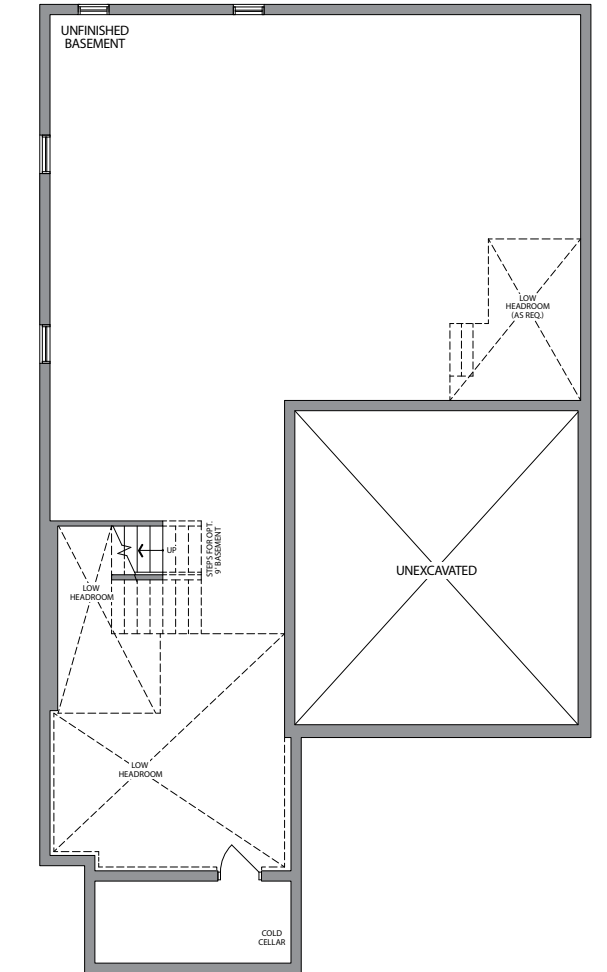 UNFINISHED
BASEMENT
LOW
HEADROOM
(AS REQ.)
STEPS FOR OPT.
9' BASEMENT
UP
UNEXCAVATED
LOW
HEADROOM
LOW
HEADROOM
COLD
CELLAR